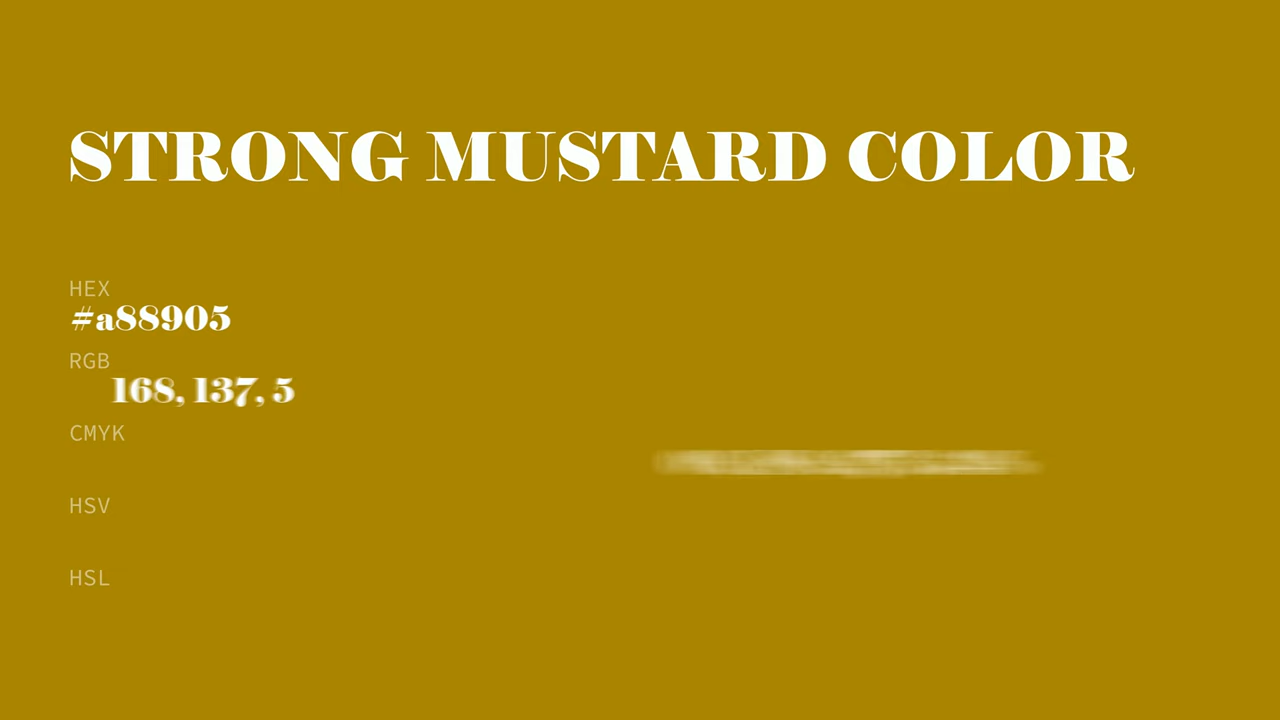 STRONG MUSTARD COLOR
HEX
#a88905
RGB
168, 137, 5
CMYK
HSV
HSL